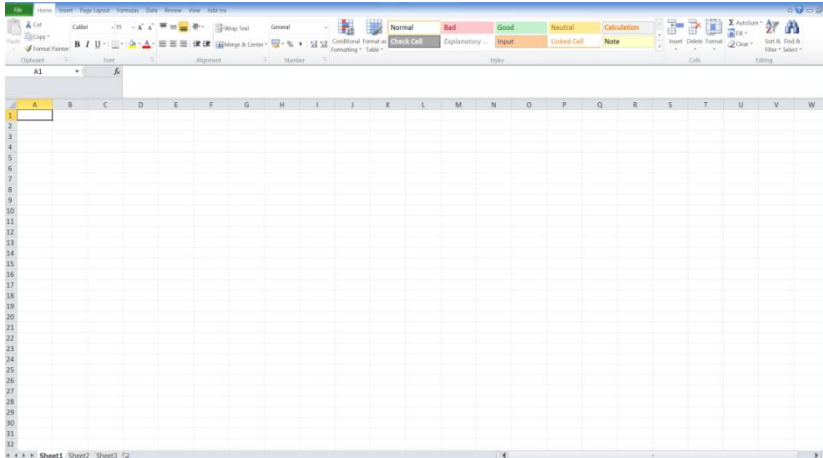 File Home Insert Page Layout Formulas Data Review View Add-Ins
Cut
Copy
Format Painter
Paste
Clipboard
Calibri 11 A A
B I U A
Font
Wrap Text
Merge & Center
Alignment
General
%
Number
Conditional Formatting
Format as Table
Normal Bad Good Neutral Calculation
Check Cell Explanatory ... Input Linked Cell Note
Styles
Insert Delete Format
Cells
Σ AutoSum
Fill
Clear
Sort & Filter
Find & Select
Editing
A1 fx
A B C D E F G H I J K L M N O P Q R S T U V W
1
2
3
4
5
6
7
8
9
10
11
12
13
14
15
16
17
18
19
20
21
22
23
24
25
26
27
28
29
30
31
32
Sheet1 Sheet2 Sheet3